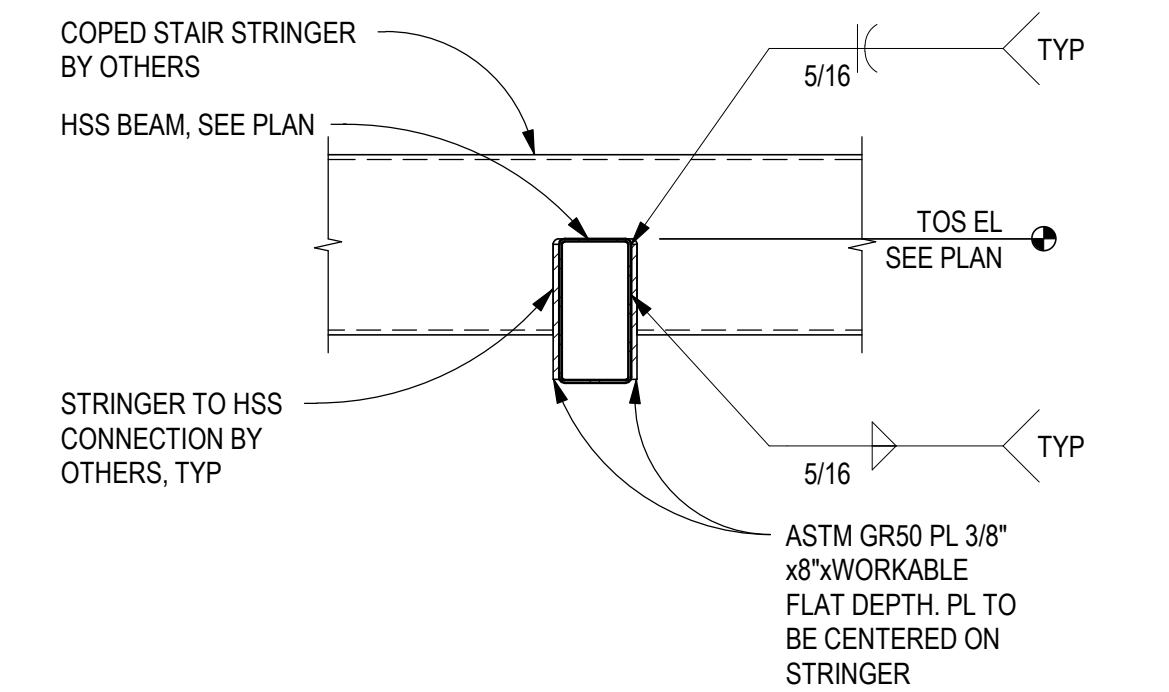 COPED STAIR STRINGER
BY OTHERS
HSS BEAM, SEE PLAN
5/16
TYP
TOS EL
SEE PLAN
STRINGER TO HSS
CONNECTION BY
OTHERS, TYP
5/16
TYP
ASTM GR50 PL 3/8"
x8"xWORKABLE
FLAT DEPTH. PL TO
BE CENTERED ON
STRINGER